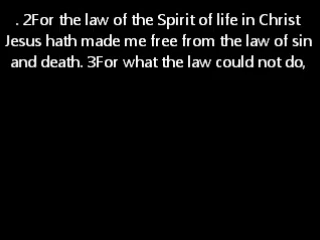 . 2For the law of the Spirit of life in Christ
Jesus hath made me free from the law of sin
and death. 3For what the law could not do,